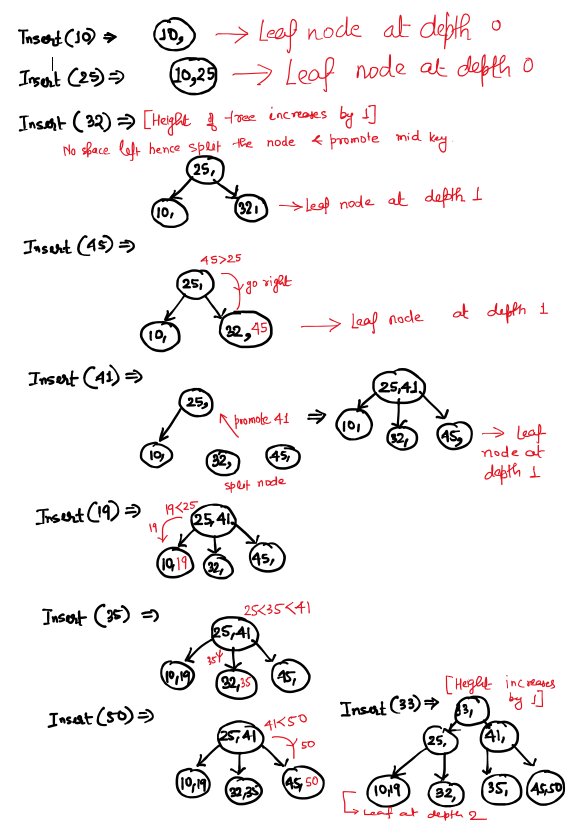 Insert (10) ⇒ 10, → Leaf node at depth 0
Insert (25) ⇒ 10,25 → Leaf node at depth 0
Insert (32) ⇒ [Height of tree increases by 1]
No space left hence split the node & promote mid key.
25,
10, 32, → Leaf node at depth 1
Insert (45) ⇒
45>25
25, go right
10, 32,45 → Leaf node at depth 1
Insert (41) ⇒
25, promote 41 ⇒ 25,41
10, 32, 45,
split node
10, 32, 45, → Leaf
node at
depth 1
Insert (19) ⇒ 19<25
19 25,41
10,19 32, 45,
Insert (35) ⇒ 25<35<41
25,41
35
10,19 32,35 45,
Insert (50) ⇒ 41<50
25,41 50
10,19 32,35 45,50
Insert (33) ⇒ [Height increases
by 1]
33,
25, 41,
10,19 32, 35, 45,50
Leaf at depth 2